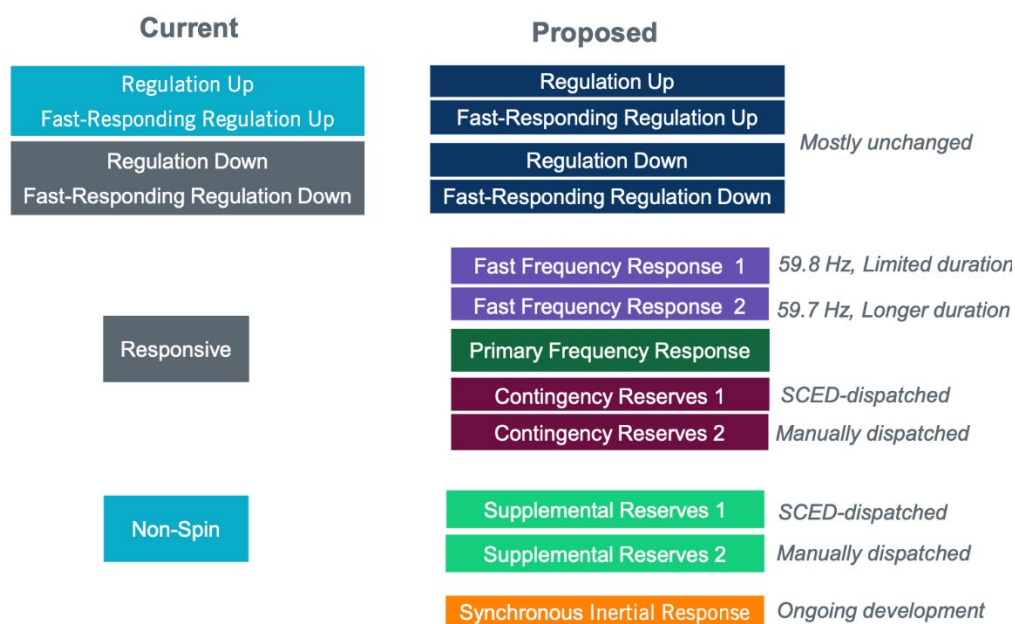 Current
Proposed
Regulation Up
Fast-Responding Regulation Up
Regulation Down
Fast-Responding Regulation Down
Regulation Up
Fast-Responding Regulation Up
Regulation Down
Fast-Responding Regulation Down
Mostly unchanged
Responsive
Fast Frequency Response 1
59.8 Hz, Limited duration
Fast Frequency Response 2
59.7 Hz, Longer duration
Primary Frequency Response
Contingency Reserves 1
SCED-dispatched
Contingency Reserves 2
Manually dispatched
Non-Spin
Supplemental Reserves 1
SCED-dispatched
Supplemental Reserves 2
Manually dispatched
Synchronous Inertial Response
Ongoing development